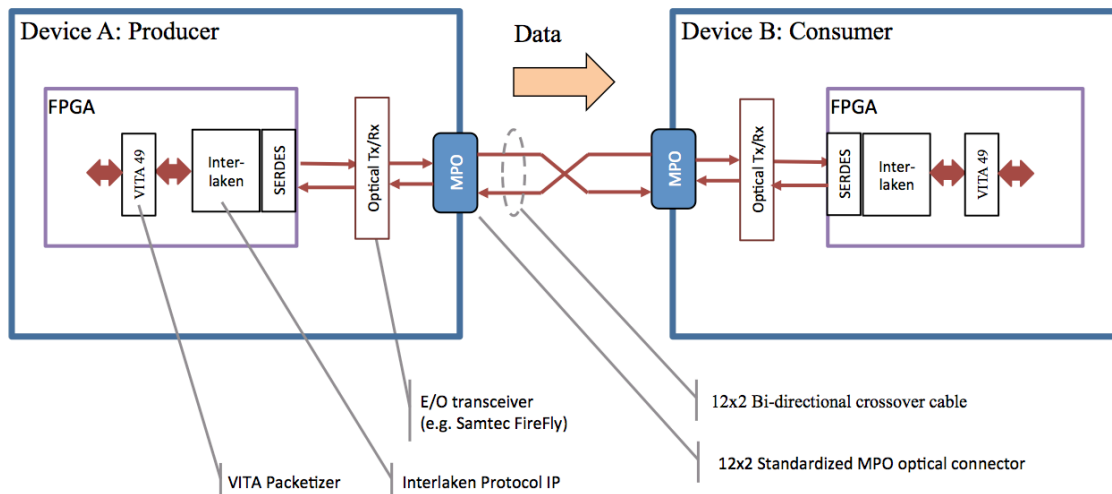 Device A: Producer
Data
Device B: Consumer
FPGA
VITA 49
Inter-
laken
SERDES
Optical Tx/Rx
MPO
MPO
Optical Tx/Rx
FPGA
SERDES
Inter-
laken
VITA 49
E/O transceiver
(e.g. Samtec FireFly)
12x2 Bi-directional crossover cable
12x2 Standardized MPO optical connector
VITA Packetizer
Interlaken Protocol IP